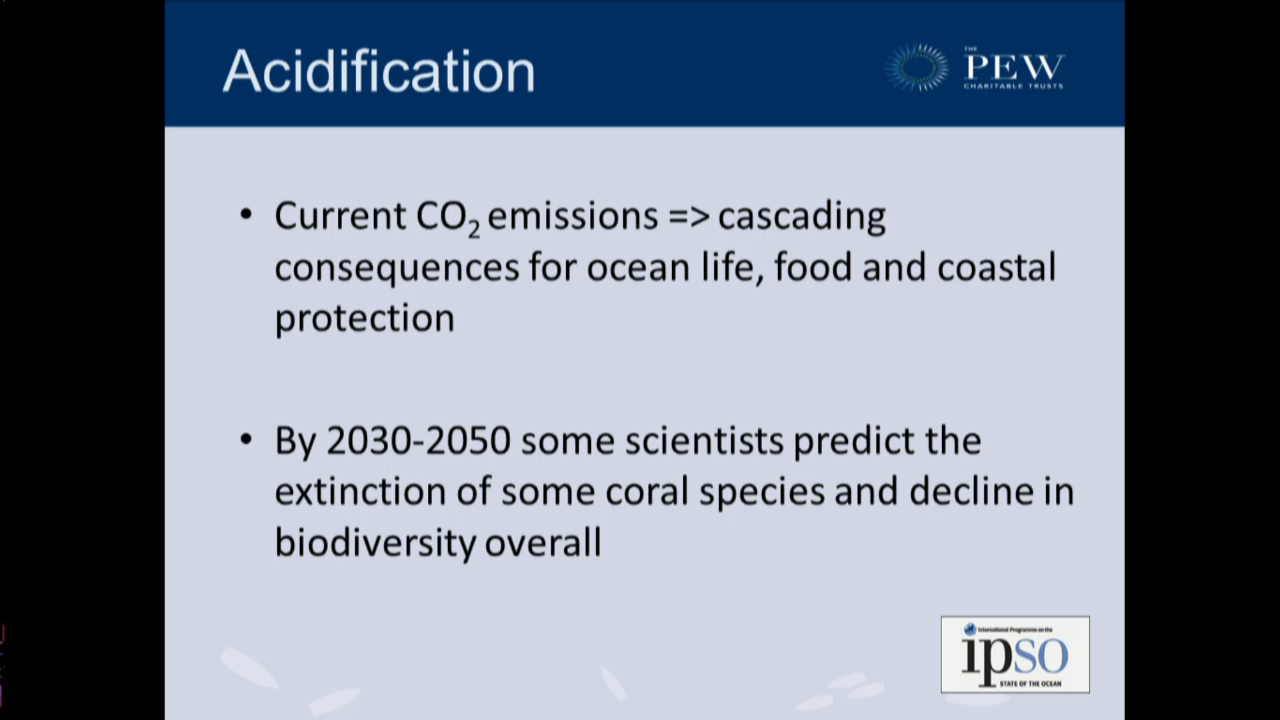 Acidification
THE
PEW
CHARITABLE TRUSTS
• Current CO₂ emissions => cascading
consequences for ocean life, food and coastal
protection
• By 2030-2050 some scientists predict the
extinction of some coral species and decline in
biodiversity overall
International Programme on the
ipso
STATE OF THE OCEAN